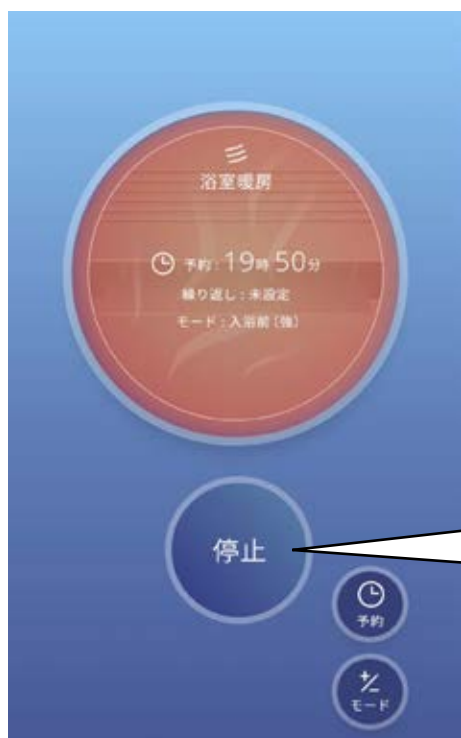 浴室暖房
予約:19時50分
繰り返し:未設定
モード:入浴前(強)
停止
予約
モード